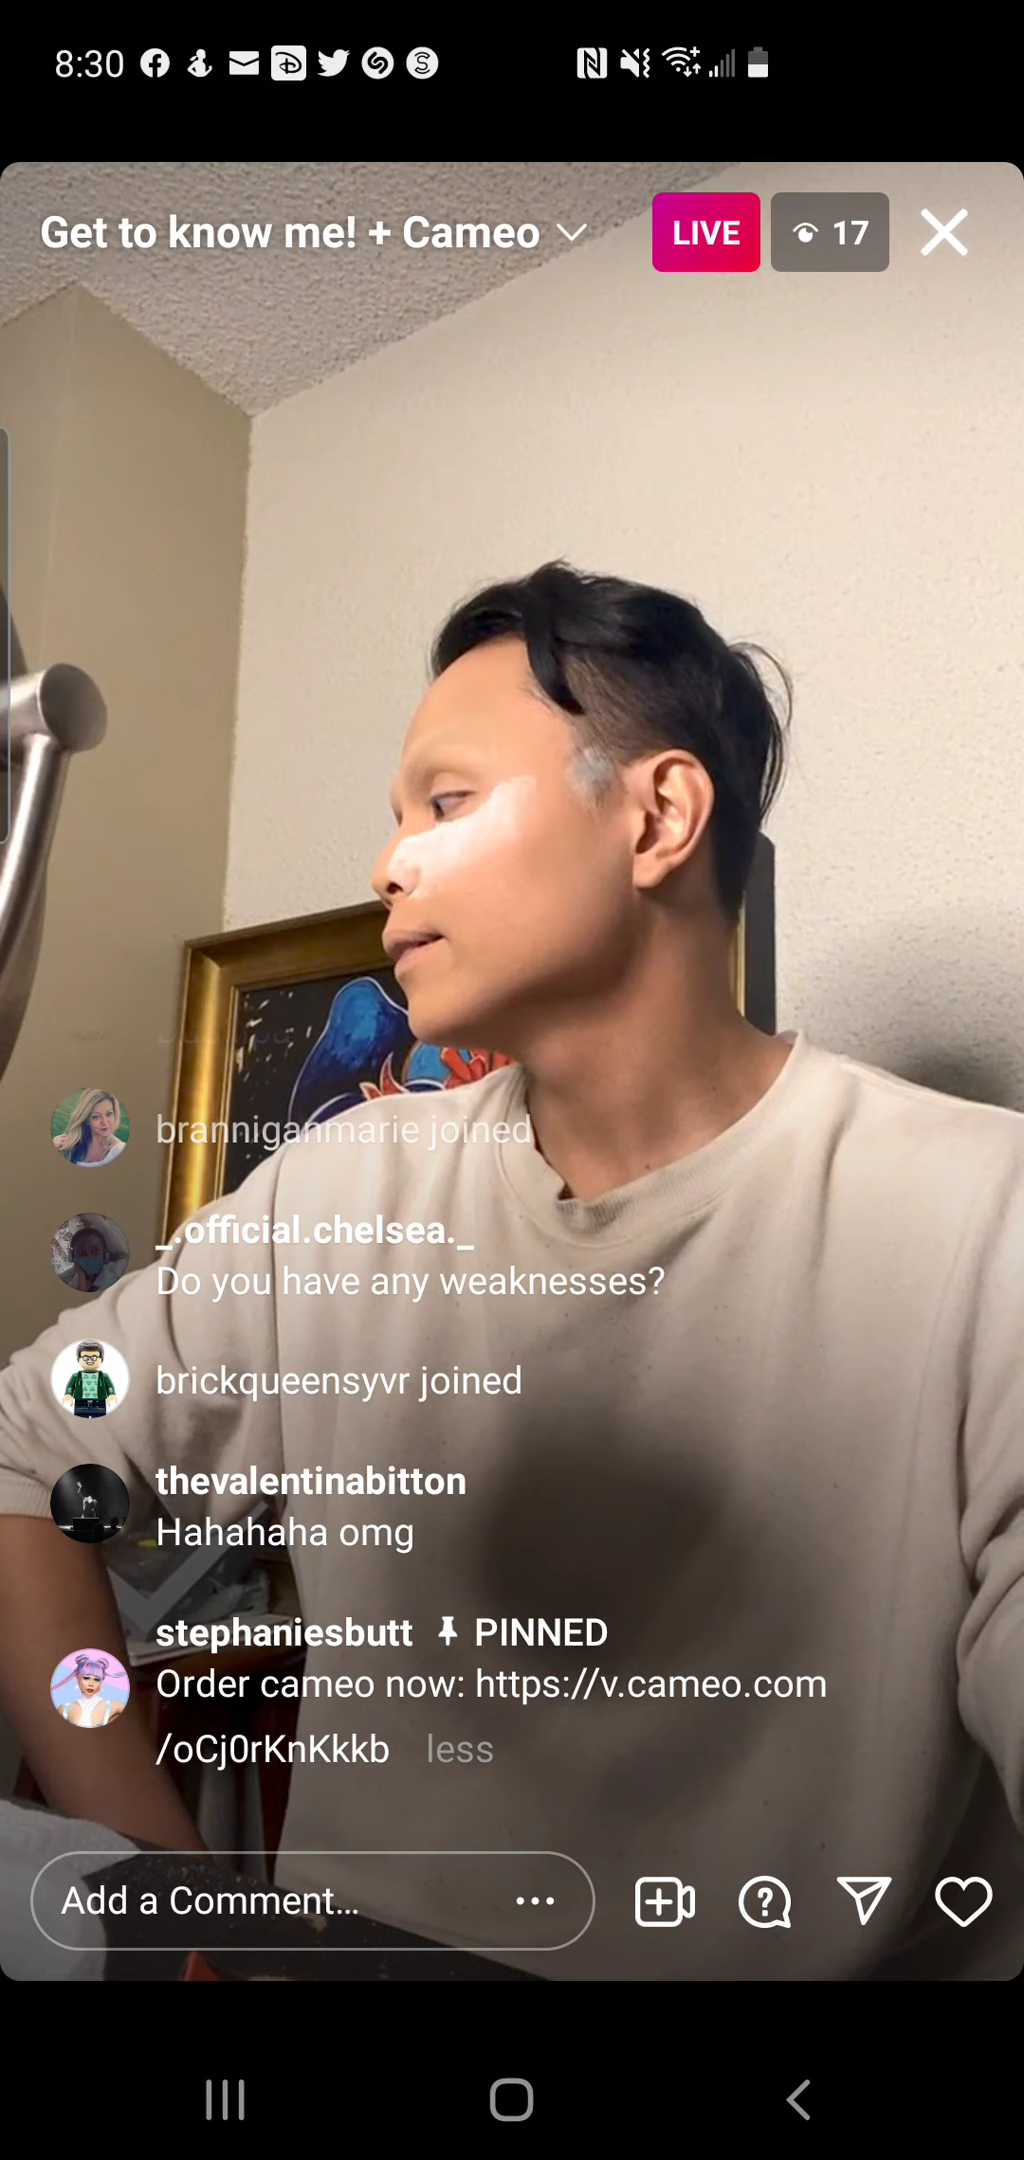 8:30
Get to know me! + Cameo
LIVE
17
branniganmarie joined
_.official.chelsea._
Do you have any weaknesses?
brickqueensyvr joined
thevalentinabitton
Hahahaha omg
stephaniesbutt PINNED
Order cameo now: https://v.cameo.com
/oCj0rKnKkkb less
Add a Comment...